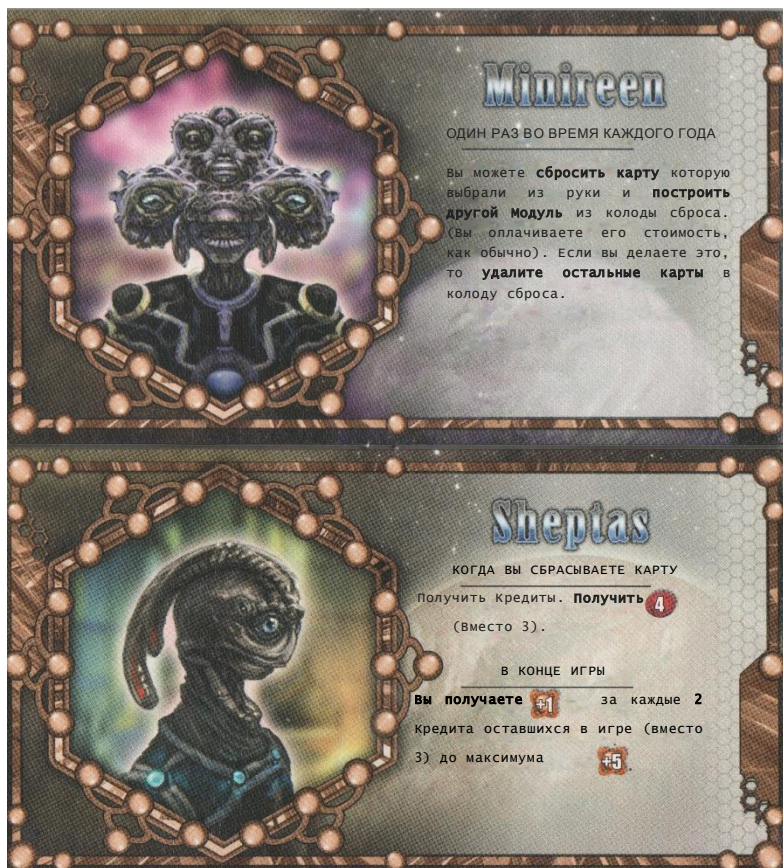 Minireen
ОДИН РАЗ ВО ВРЕМЯ КАЖДОГО ГОДА
Вы можете сбросить карту которую
выбрали из руки и построить
другой Модуль из колоды сброса.
(Вы оплачиваете его стоимость,
как обычно). Если вы делаете это,
то удалите остальные карты в
колоду сброса.
Sheptas
КОГДА ВЫ СБРАСЫВАЕТЕ КАРТУ
Получить Кредиты. Получить 4
(Вместо 3).
В КОНЦЕ ИГРЫ
Вы получаете +1 за каждые 2
Кредита оставшихся в игре (вместо
3) до максимума +5